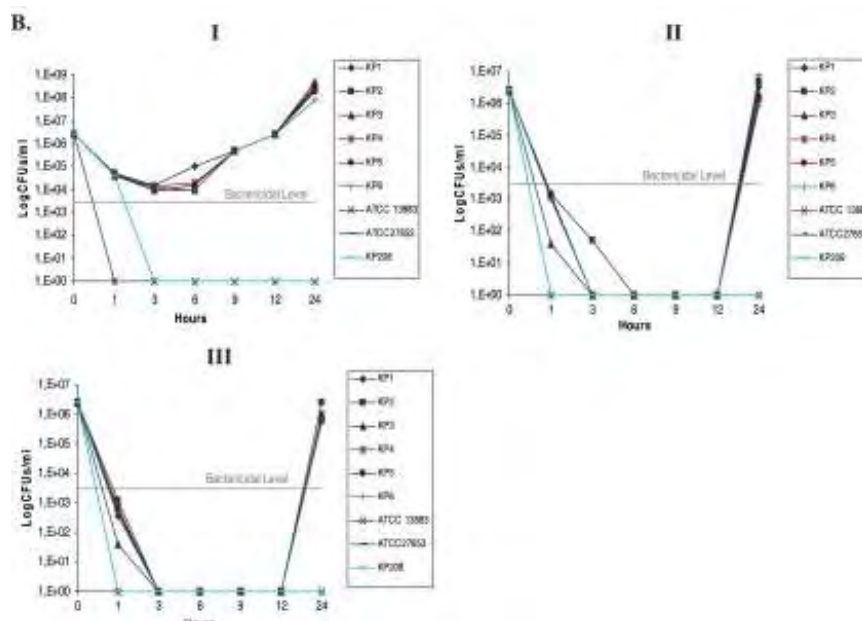 B.
I
LogCFUs/ml
1,E+09
1,E+08
1,E+07
1,E+06
1,E+05
1,E+04
1,E+03
1,E+02
1,E+01
1,E+00
Bactericidal Level
0 1 3 6 9 12 24
Hours
KP1
KP2
KP3
KP4
KP5
KP6
ATCC 13883
ATCC27653
KP208
II
LogCFUs/ml
1,E+07
1,E+06
1,E+05
1,E+04
1,E+03
1,E+02
1,E+01
1,E+00
Bactericidal Level
0 1 3 6 9 12 24
Hours
KP1
KP2
KP3
KP4
KP5
KP6
III
LogCFUs/ml
1,E+07
1,E+06
1,E+05
1,E+04
1,E+03
1,E+02
1,E+01
1,E+00
Bactericidal Level
0 1 3 6 9 12 24
Hours
KP1
KP2
KP3
KP4
KP5
KP6
ATCC 13883
ATCC27653
KP208